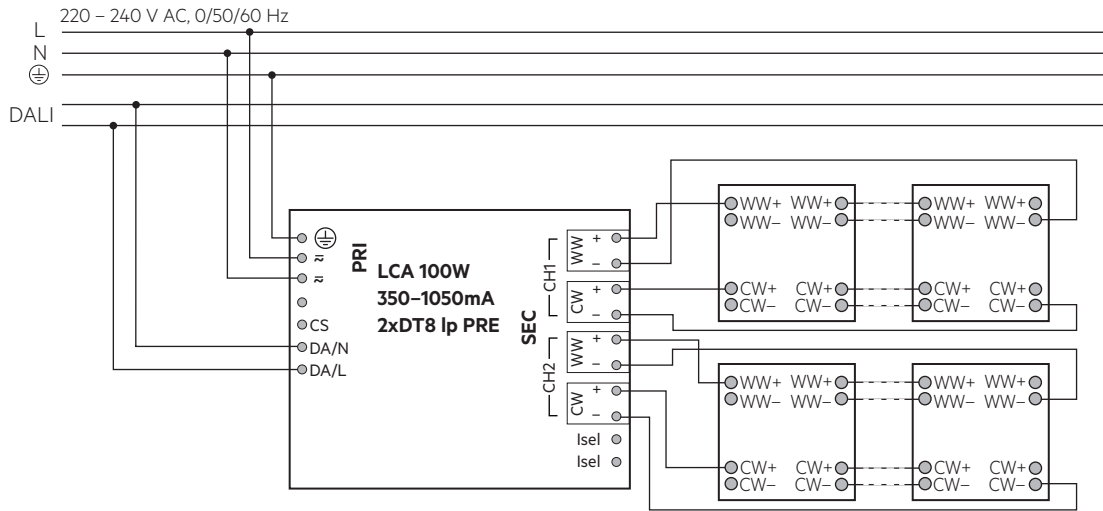 220 – 240 V AC, 0/50/60 Hz
L
N
DALI
PRI
≂
≂
CS
DA/N
DA/L
LCA 100W
350–1050mA
2xDT8 lp PRE
SEC
CH1
WW + –
CW + –
CH2
WW + –
CW + –
Isel
Isel
WW+ WW+ WW+ WW+
WW– WW– WW– WW–
CW+ CW+ CW+ CW+
CW– CW– CW– CW–
WW+ WW+ WW+ WW+
WW– WW– WW– WW–
CW+ CW+ CW+ CW+
CW– CW– CW– CW–